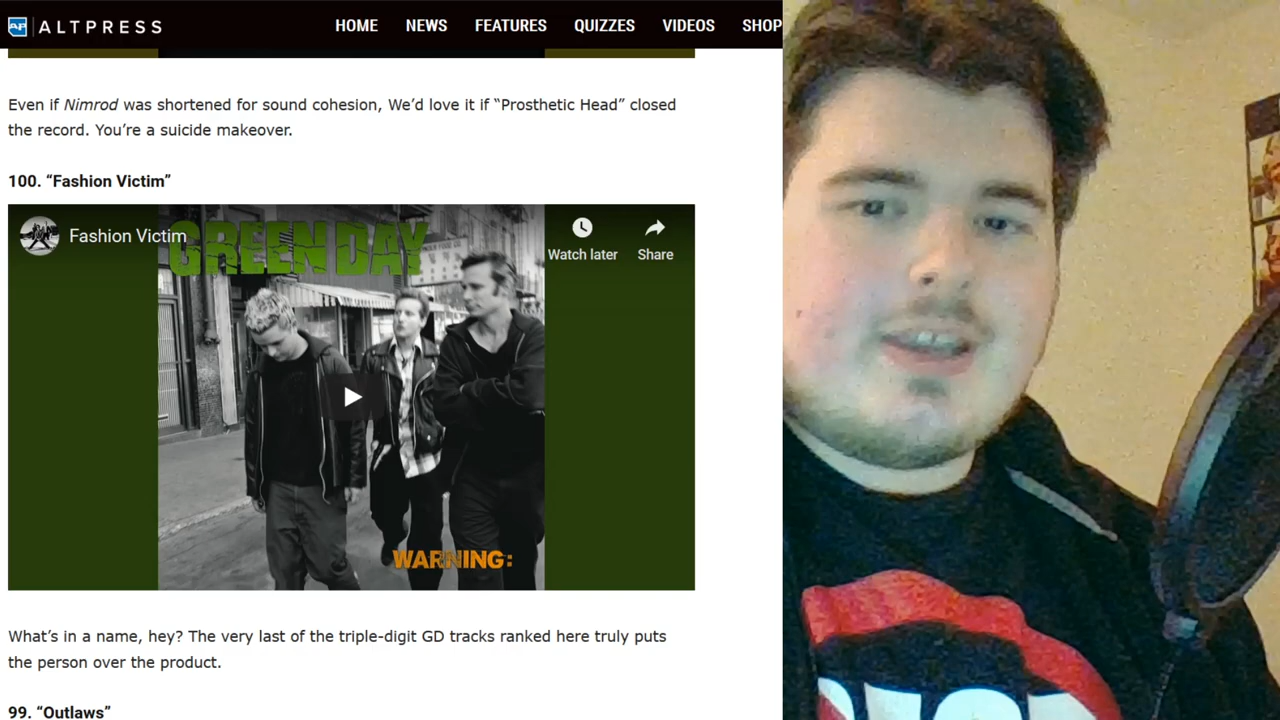 AP ALTPRESS HOME NEWS FEATURES QUIZZES VIDEOS SHOP
Even if Nimrod was shortened for sound cohesion, We’d love it if “Prosthetic Head” closed
the record. You’re a suicide makeover.
100. “Fashion Victim”
Fashion Victim
GREEN DAY
Watch later
Share
WARNING:
What’s in a name, hey? The very last of the triple-digit GD tracks ranked here truly puts
the person over the product.
99. “Outlaws”